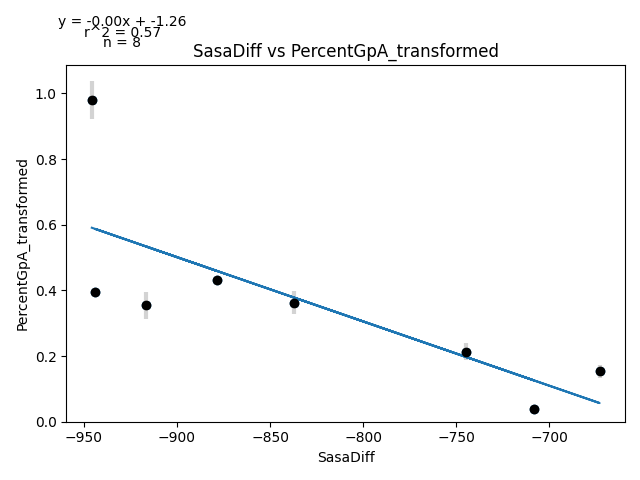 y = -0.00x + -1.26
r^2 = 0.57
n = 8
SasaDiff vs PercentGpA_transformed
1.0
0.8
0.6
0.4
0.2
0.0
PercentGpA_transformed
−950
−900
−850
−800
−750
−700
SasaDiff